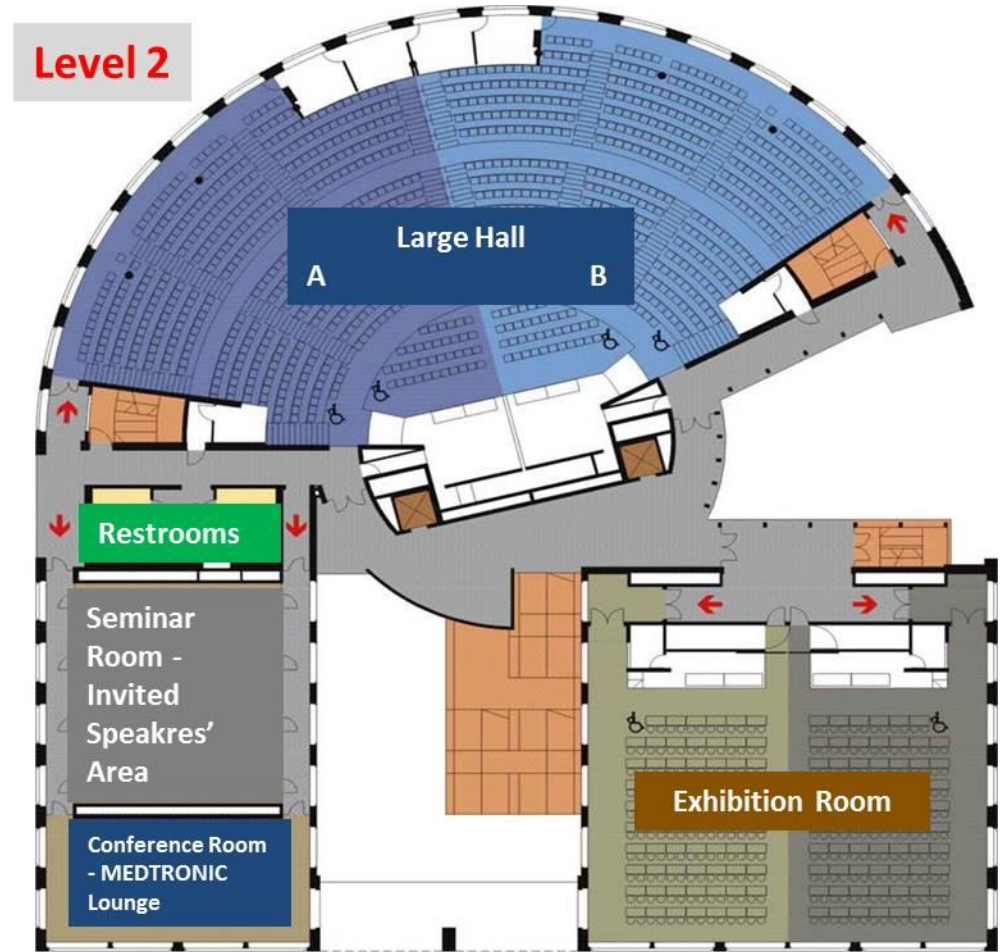 Level 2
Large Hall
A B
Restrooms
Seminar
Room -
Invited
Speakres’
Area
Exhibition Room
Conference Room
- MEDTRONIC
Lounge